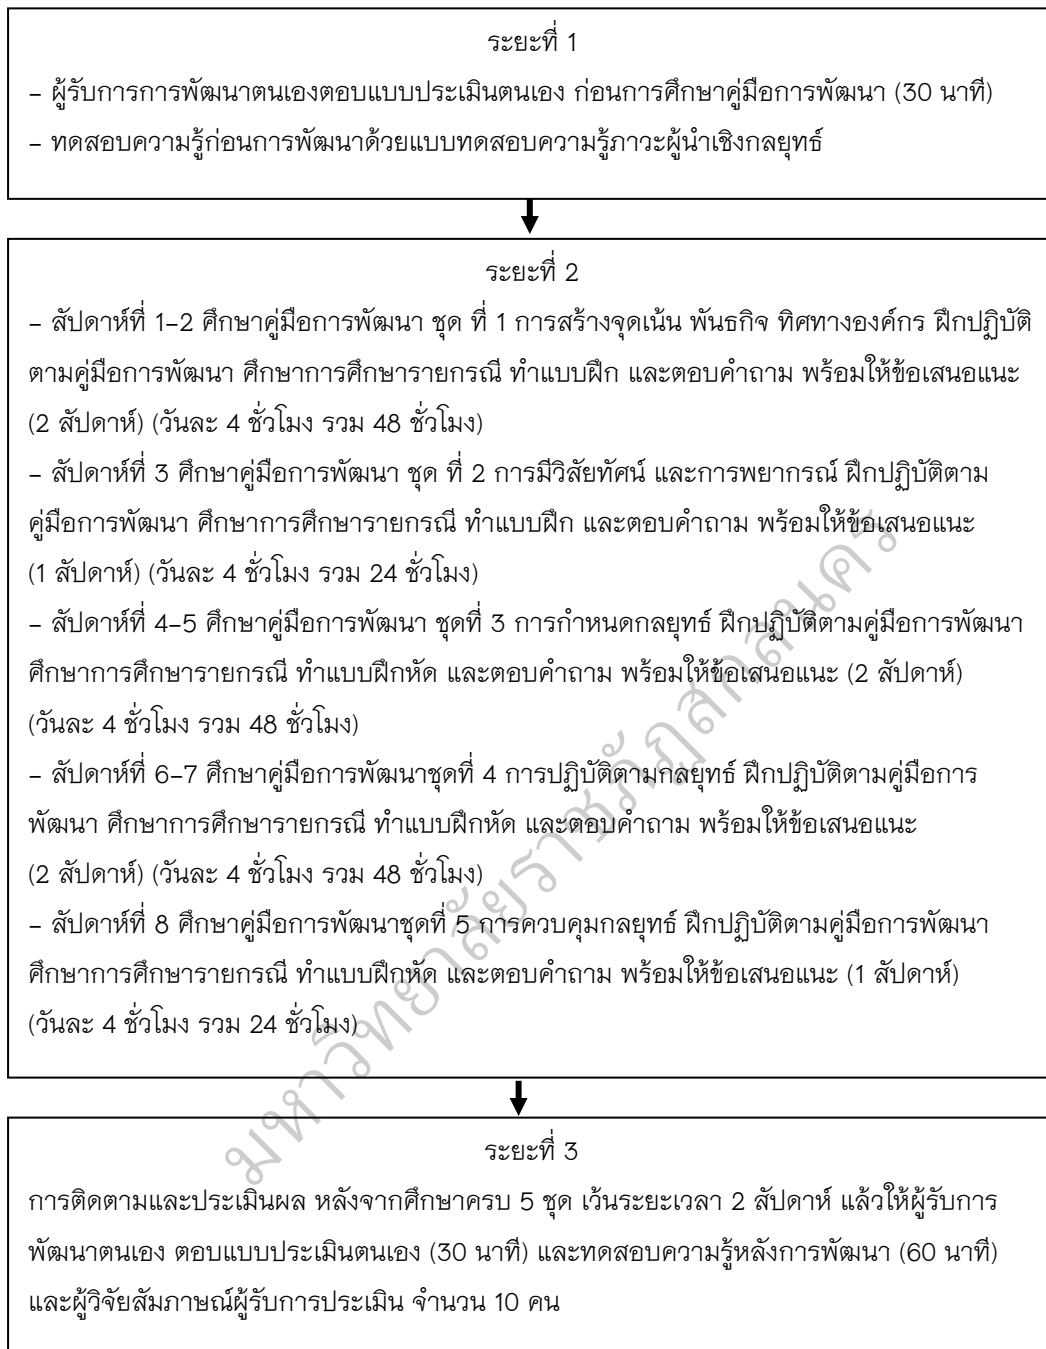 ระยะที่ 1
– ผู้รับการการพัฒนาตนเองตอบแบบประเมินตนเอง ก่อนการศึกษาคู่มือการพัฒนา (30 นาที)
– ทดสอบความรู้ก่อนการพัฒนาด้วยแบบทดสอบความรู้ภาวะผู้นำเชิงกลยุทธ์
ระยะที่ 2
– สัปดาห์ที่ 1–2 ศึกษาคู่มือการพัฒนา ชุด ที่ 1 การสร้างจุดเน้น พันธกิจ ทิศทางองค์กร ฝึกปฏิบัติ
ตามคู่มือการพัฒนา ศึกษาการศึกษารายกรณี ทำแบบฝึก และตอบคำถาม พร้อมให้ข้อเสนอแนะ
(2 สัปดาห์) (วันละ 4 ชั่วโมง รวม 48 ชั่วโมง)
– สัปดาห์ที่ 3 ศึกษาคู่มือการพัฒนา ชุด ที่ 2 การมีวิสัยทัศน์ และการพยากรณ์ ฝึกปฏิบัติตาม
คู่มือการพัฒนา ศึกษาการศึกษารายกรณี ทำแบบฝึก และตอบคำถาม พร้อมให้ข้อเสนอแนะ
(1 สัปดาห์) (วันละ 4 ชั่วโมง รวม 24 ชั่วโมง)
– สัปดาห์ที่ 4–5 ศึกษาคู่มือการพัฒนา ชุดที่ 3 การกำหนดกลยุทธ์ ฝึกปฏิบัติตามคู่มือการพัฒนา
ศึกษาการศึกษารายกรณี ทำแบบฝึกหัด และตอบคำถาม พร้อมให้ข้อเสนอแนะ (2 สัปดาห์)
(วันละ 4 ชั่วโมง รวม 48 ชั่วโมง)
– สัปดาห์ที่ 6–7 ศึกษาคู่มือการพัฒนาชุดที่ 4 การปฏิบัติตามกลยุทธ์ ฝึกปฏิบัติตามคู่มือการ
พัฒนา ศึกษาการศึกษารายกรณี ทำแบบฝึกหัด และตอบคำถาม พร้อมให้ข้อเสนอแนะ
(2 สัปดาห์) (วันละ 4 ชั่วโมง รวม 48 ชั่วโมง)
– สัปดาห์ที่ 8 ศึกษาคู่มือการพัฒนาชุดที่ 5 การควบคุมกลยุทธ์ ฝึกปฏิบัติตามคู่มือการพัฒนา
ศึกษาการศึกษารายกรณี ทำแบบฝึกหัด และตอบคำถาม พร้อมให้ข้อเสนอแนะ (1 สัปดาห์)
(วันละ 4 ชั่วโมง รวม 24 ชั่วโมง)
มหาวิทยาลัยราชภัฏสกลนคร
ระยะที่ 3
การติดตามและประเมินผล หลังจากศึกษาครบ 5 ชุด เว้นระยะเวลา 2 สัปดาห์ แล้วให้ผู้รับการ
พัฒนาตนเอง ตอบแบบประเมินตนเอง (30 นาที) และทดสอบความรู้หลังการพัฒนา (60 นาที)
และผู้วิจัยสัมภาษณ์ผู้รับการประเมิน จำนวน 10 คน